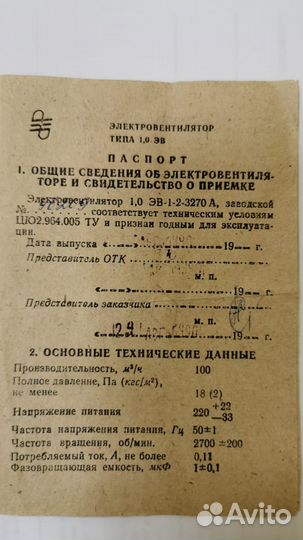 ЭЛЕКТРОВЕНТИЛЯТОР
ТИПА 1,0 ЭВ
ПАСПОРТ
1. ОБЩИЕ СВЕДЕНИЯ ОБ ЭЛЕКТРОВЕНТИЛЯ-
ТОРЕ И СВИДЕТЕЛЬСТВО О ПРИЕМКЕ
Электровентилятор 1,0 ЭВ-1-2-3270 А, заводской
№ соответствует техническим условиям
ЦЮ2.964.005 ТУ и признан годным для эксплуата-
ции.
Дата выпуска «---» 19-- г.
Представитель ОТК
м. п.
19-- г.
Представитель заказчика
м. п.
«---» 19-- г.
2. ОСНОВНЫЕ ТЕХНИЧЕСКИЕ ДАННЫЕ
Производительность, м³/ч 100
Полное давление, Па (кгс/м²),
не менее 18 (2)
Напряжение питания 220 +22 −33
Частота напряжения питания, Гц 50±1
Частота вращения, об/мин. 2700 ±200
Потребляемый ток, А, не более 0,11
Фазовращающая емкость, мкФ 1±0,1
Avito